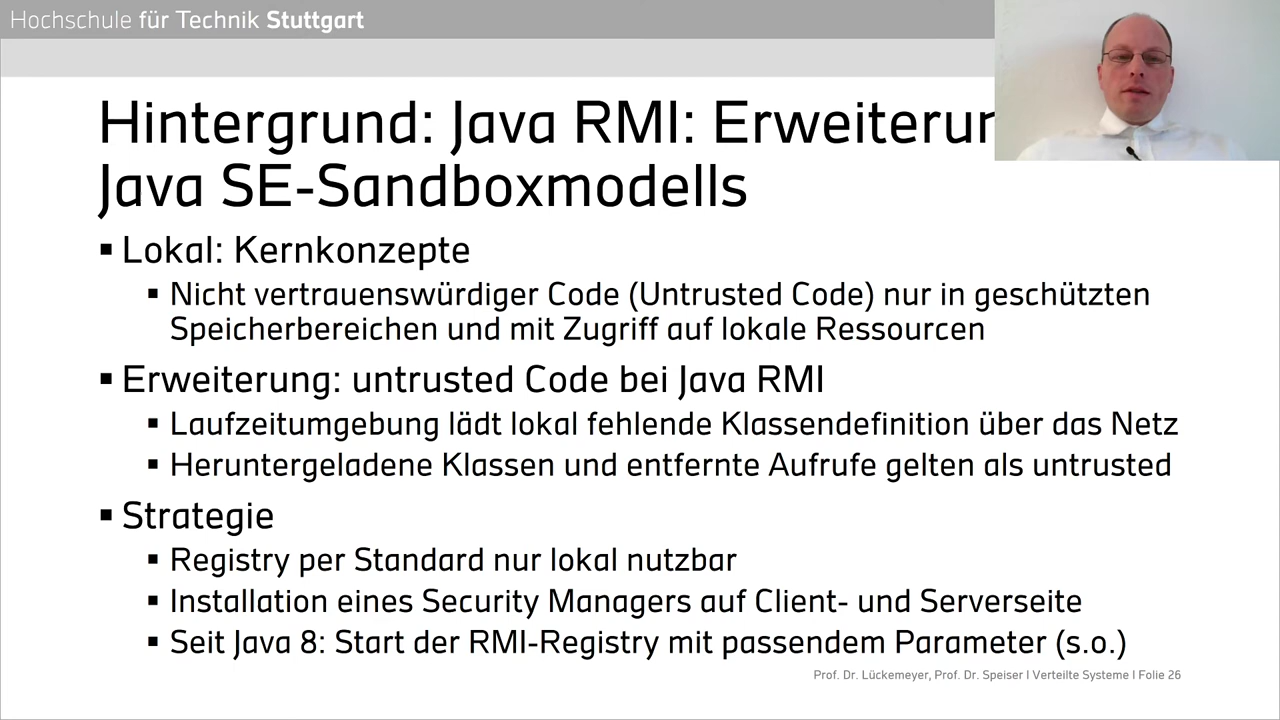 Hochschule für Technik Stuttgart
Hintergrund: Java RMI: Erweiterun
Java SE-Sandboxmodells
▪ Lokal: Kernkonzepte
▪ Nicht vertrauenswürdiger Code (Untrusted Code) nur in geschützten
Speicherbereichen und mit Zugriff auf lokale Ressourcen
▪ Erweiterung: untrusted Code bei Java RMI
▪ Laufzeitumgebung lädt lokal fehlende Klassendefinition über das Netz
▪ Heruntergeladene Klassen und entfernte Aufrufe gelten als untrusted
▪ Strategie
▪ Registry per Standard nur lokal nutzbar
▪ Installation eines Security Managers auf Client- und Serverseite
▪ Seit Java 8: Start der RMI-Registry mit passendem Parameter (s.o.)
Prof. Dr. Lückemeyer, Prof. Dr. Speiser I Verteilte Systeme I Folie 26